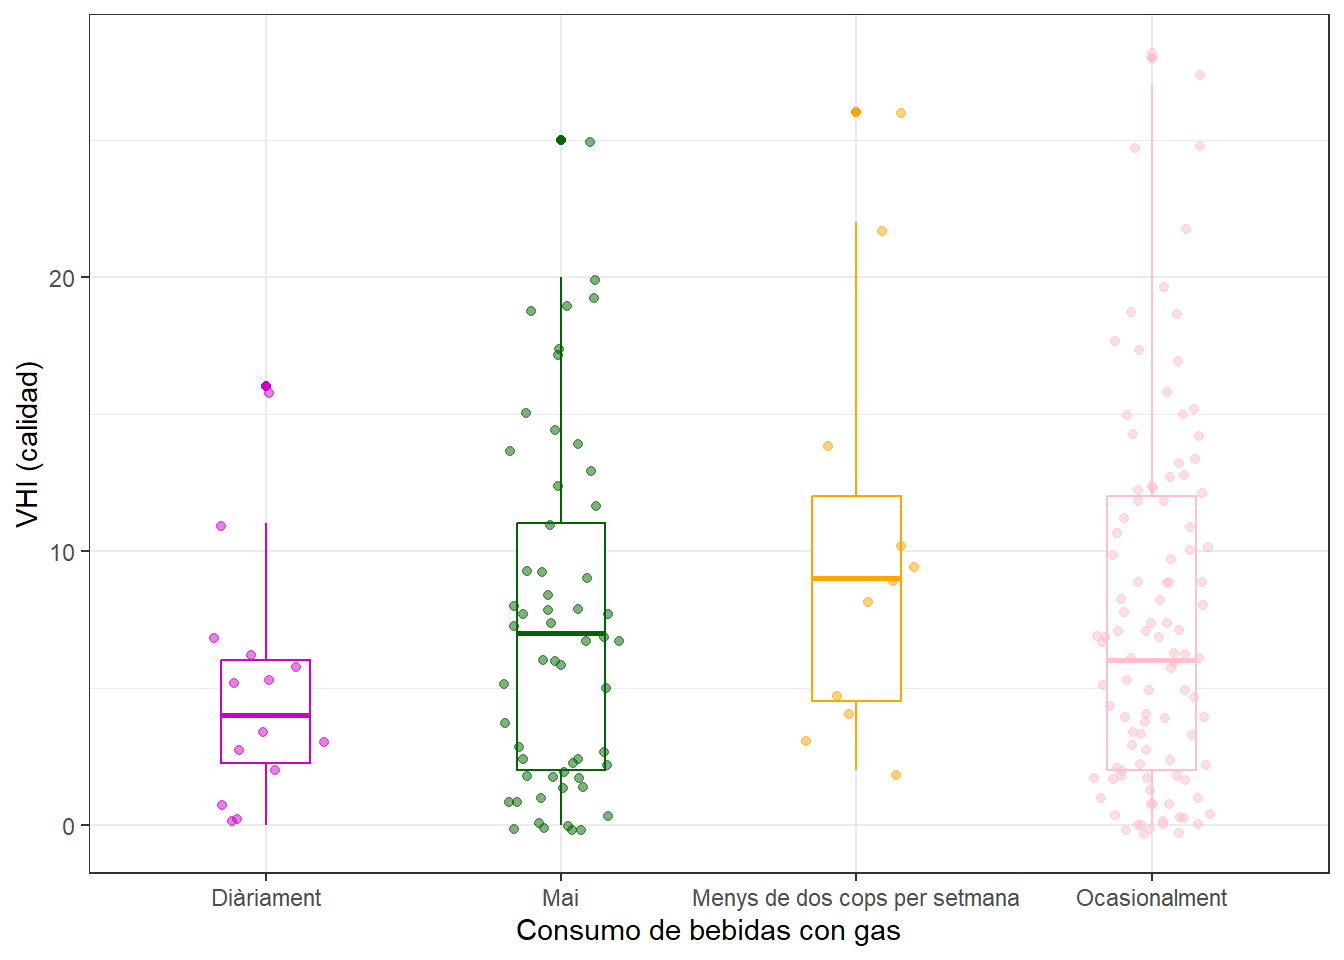 VHI (calidad)
20
10
0
Diàriament
Mai
Menys de dos cops per setmana
Ocasionalment
Consumo de bebidas con gas